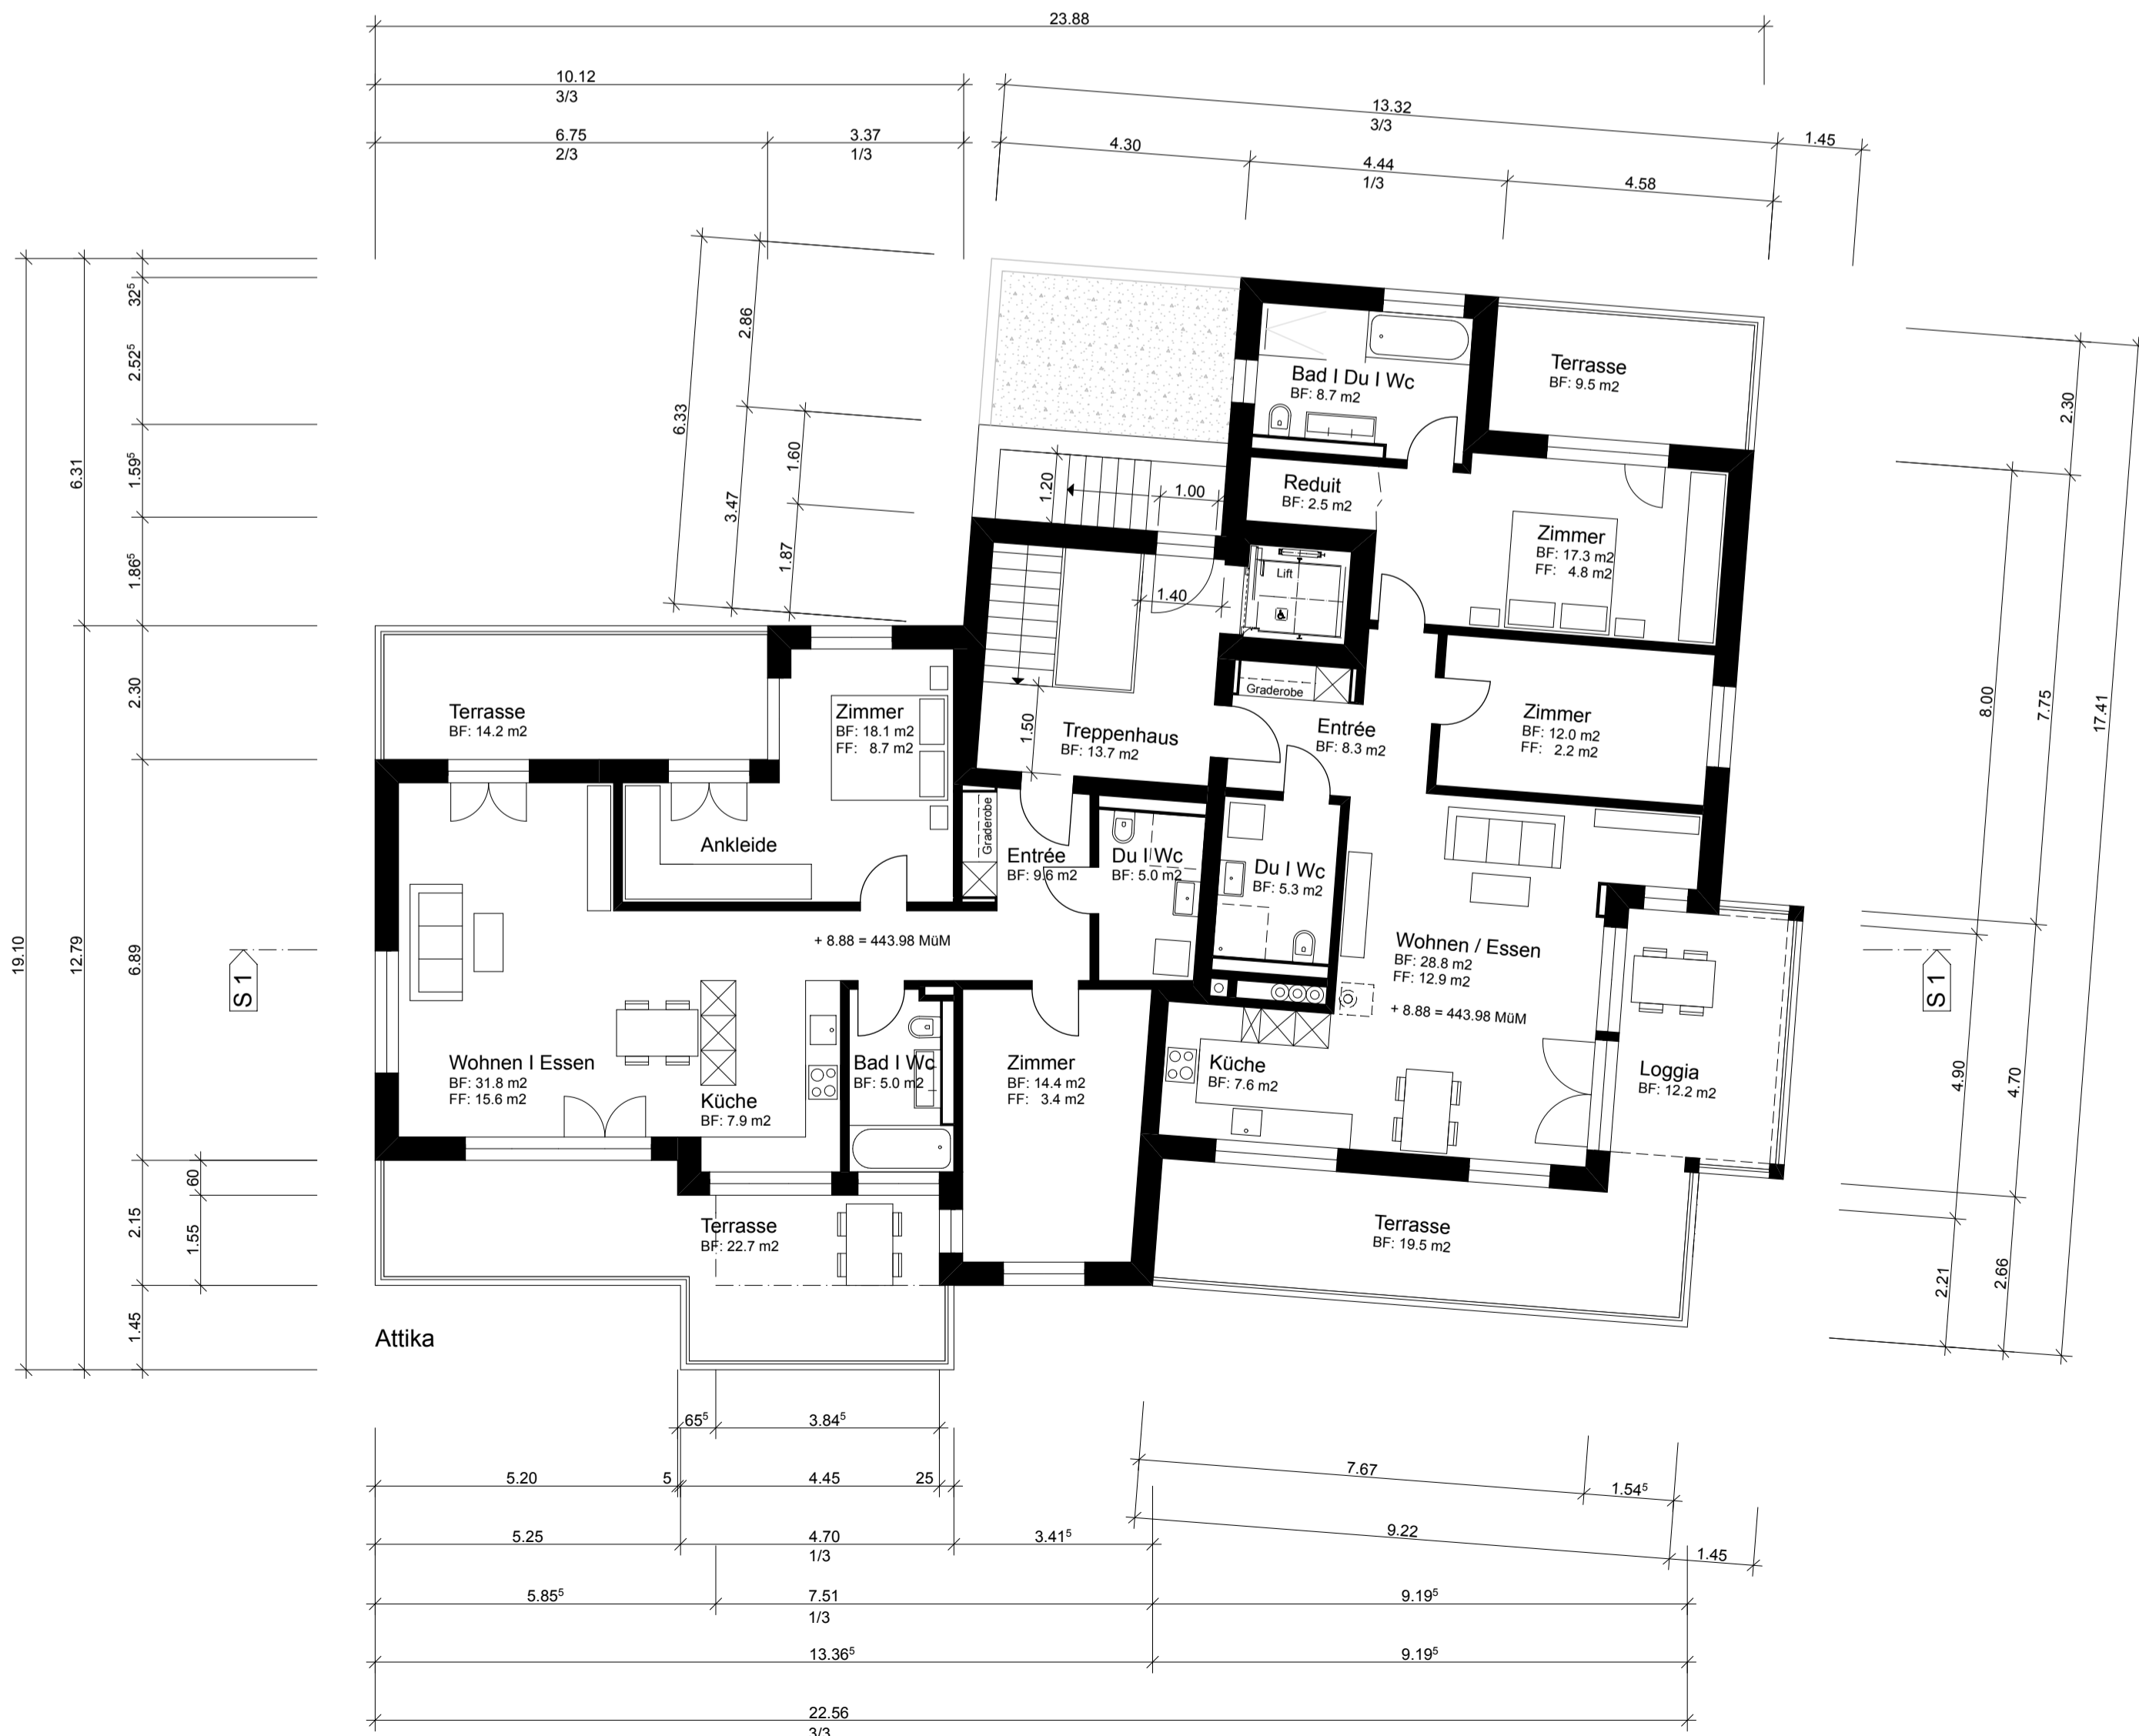 23.88
10.12
3/3
13.32
3/3
6.75
2/3
3.37
1/3
4.30
4.44
1/3
4.58
1.45
32⁵
2.52⁵
1.59⁵
1.86⁵
2.30
6.89
2.15
1.45
60
1.55
6.31
12.79
19.10
6.33
2.86
3.47
1.60
1.87
2.30
8.00
7.75
17.41
4.90
4.70
2.21
2.66
Bad I Du I Wc
BF: 8.7 m2
Terrasse
BF: 9.5 m2
Reduit
BF: 2.5 m2
1.20
1.00
Zimmer
BF: 17.3 m2
FF: 4.8 m2
Lift
1.40
Graderobe
Terrasse
BF: 14.2 m2
Zimmer
BF: 18.1 m2
FF: 8.7 m2
1.50
Treppenhaus
BF: 13.7 m2
Entrée
BF: 8.3 m2
Zimmer
BF: 12.0 m2
FF: 2.2 m2
Ankleide
Graderobe
Entrée
BF: 9.6 m2
Du I Wc
BF: 5.0 m2
Du I Wc
BF: 5.3 m2
+ 8.88 = 443.98 MüM
Wohnen / Essen
BF: 28.8 m2
FF: 12.9 m2
+ 8.88 = 443.98 MüM
S 1
S 1
Wohnen I Essen
BF: 31.8 m2
FF: 15.6 m2
Küche
BF: 7.9 m2
Bad I Wc
BF: 5.0 m2
Zimmer
BF: 14.4 m2
FF: 3.4 m2
Küche
BF: 7.6 m2
Loggia
BF: 12.2 m2
Terrasse
BF: 22.7 m2
Terrasse
BF: 19.5 m2
Attika
65⁵
3.84⁵
5.20
5
4.45
25
7.67
1.54⁵
5.25
4.70
1/3
3.41⁵
9.22
1.45
5.85⁵
7.51
1/3
9.19⁵
13.36⁵
9.19⁵
22.56
3/3